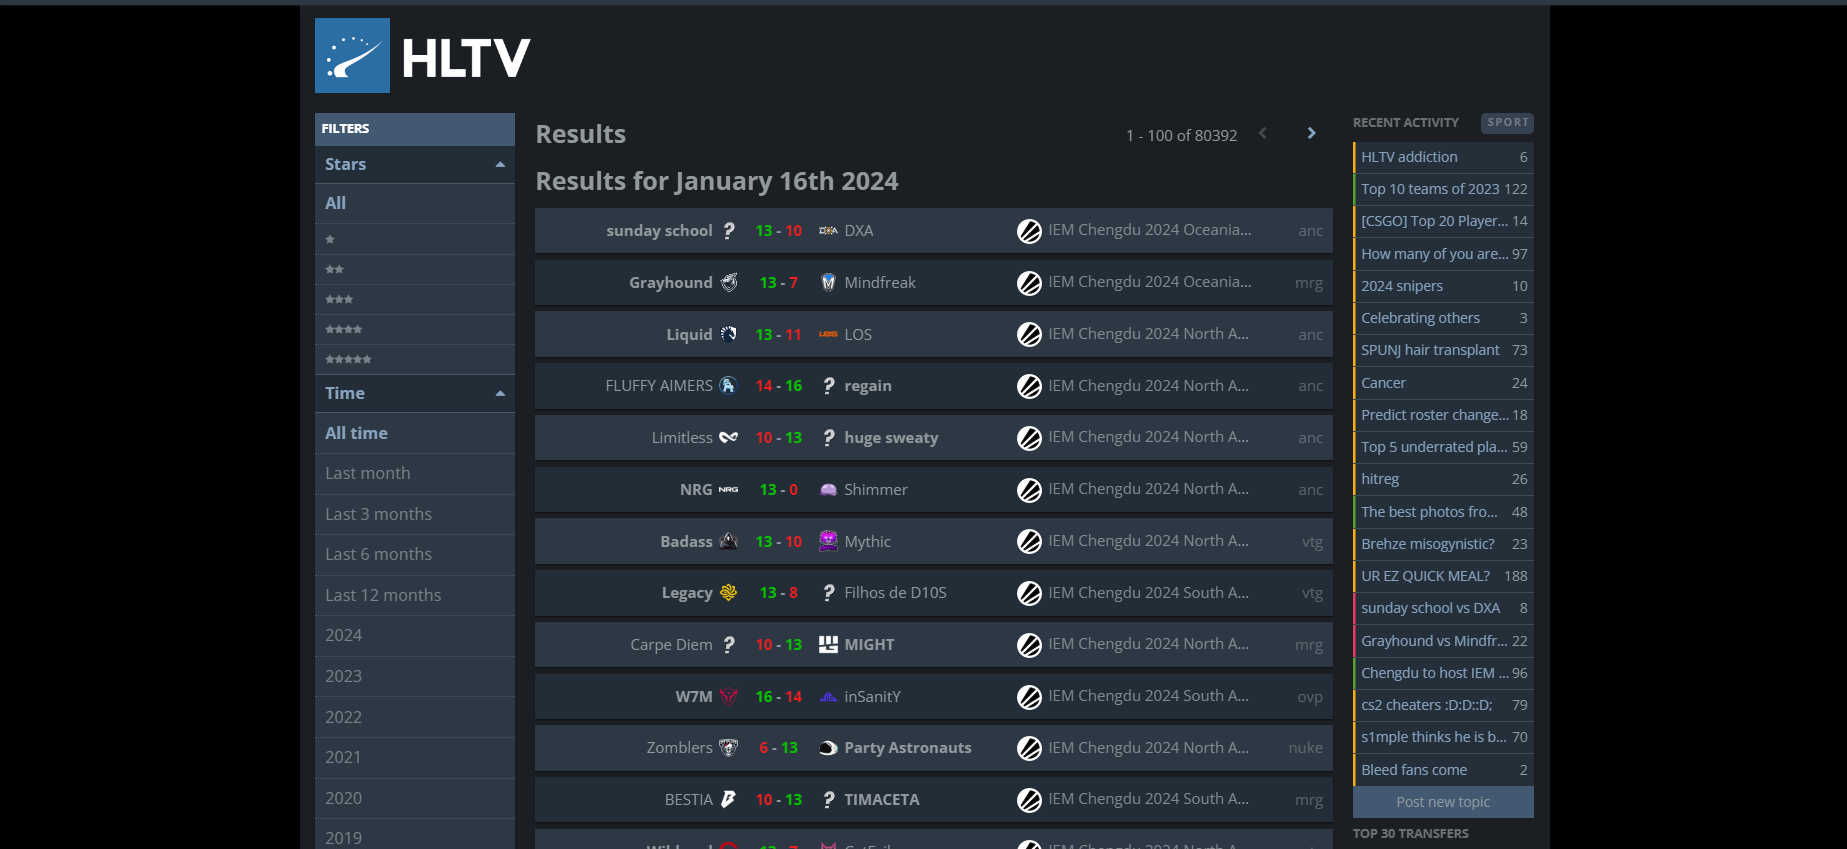 HLTV
FILTERS
Stars
All
Time
All time
Last month
Last 3 months
Last 6 months
Last 12 months
2024
2023
2022
2021
2020
2019
Results
1 - 100 of 80392
Results for January 16th 2024
sunday school ? 13 - 10 DXA IEM Chengdu 2024 Oceania... anc
Grayhound 13 - 7 Mindfreak IEM Chengdu 2024 Oceania... mrg
Liquid 13 - 11 LOS IEM Chengdu 2024 North A... anc
FLUFFY AIMERS 14 - 16 ? regain IEM Chengdu 2024 North A... anc
Limitless 10 - 13 ? huge sweaty IEM Chengdu 2024 North A... anc
NRG NRG 13 - 0 Shimmer IEM Chengdu 2024 North A... anc
Badass 13 - 10 Mythic IEM Chengdu 2024 North A... vtg
Legacy 13 - 8 ? Filhos de D10S IEM Chengdu 2024 South A... vtg
Carpe Diem ? 10 - 13 MIGHT IEM Chengdu 2024 North A... mrg
W7M 16 - 14 inSanitY IEM Chengdu 2024 South A... ovp
Zomblers 6 - 13 Party Astronauts IEM Chengdu 2024 North A... nuke
BESTIA 10 - 13 ? TIMACETA IEM Chengdu 2024 South A... mrg
RECENT ACTIVITY SPORT
HLTV addiction 6
Top 10 teams of 2023 122
[CSGO] Top 20 Player... 14
How many of you are... 97
2024 snipers 10
Celebrating others 3
SPUNJ hair transplant 73
Cancer 24
Predict roster change... 18
Top 5 underrated pla... 59
hitreg 26
The best photos fro... 48
Brehze misogynistic? 23
UR EZ QUICK MEAL? 188
sunday school vs DXA 8
Grayhound vs Mindfr... 22
Chengdu to host IEM ... 96
cs2 cheaters :D:D::D; 79
s1mple thinks he is b... 70
Bleed fans come 2
Post new topic
TOP 30 TRANSFERS